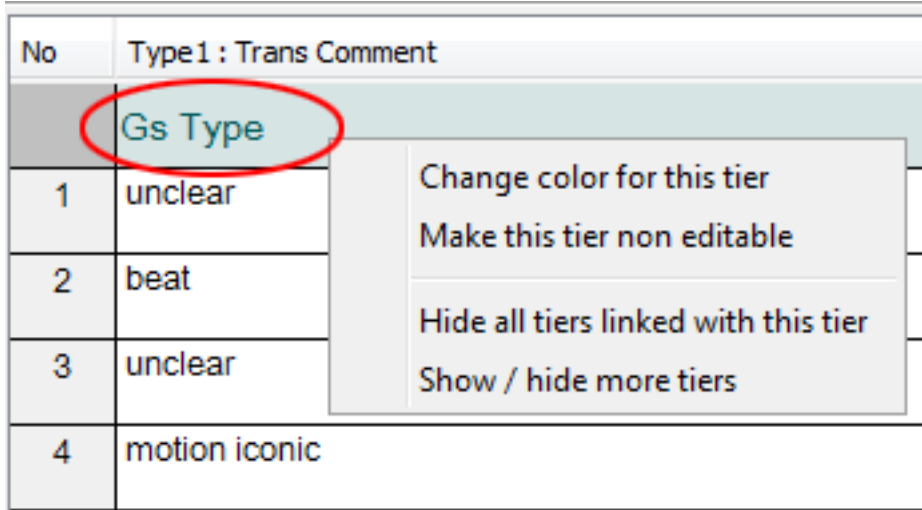 No Type1 : Trans Comment
Gs Type
Change color for this tier
1 unclear
Make this tier non editable
2 beat
Hide all tiers linked with this tier
3 unclear
Show / hide more tiers
4 motion iconic